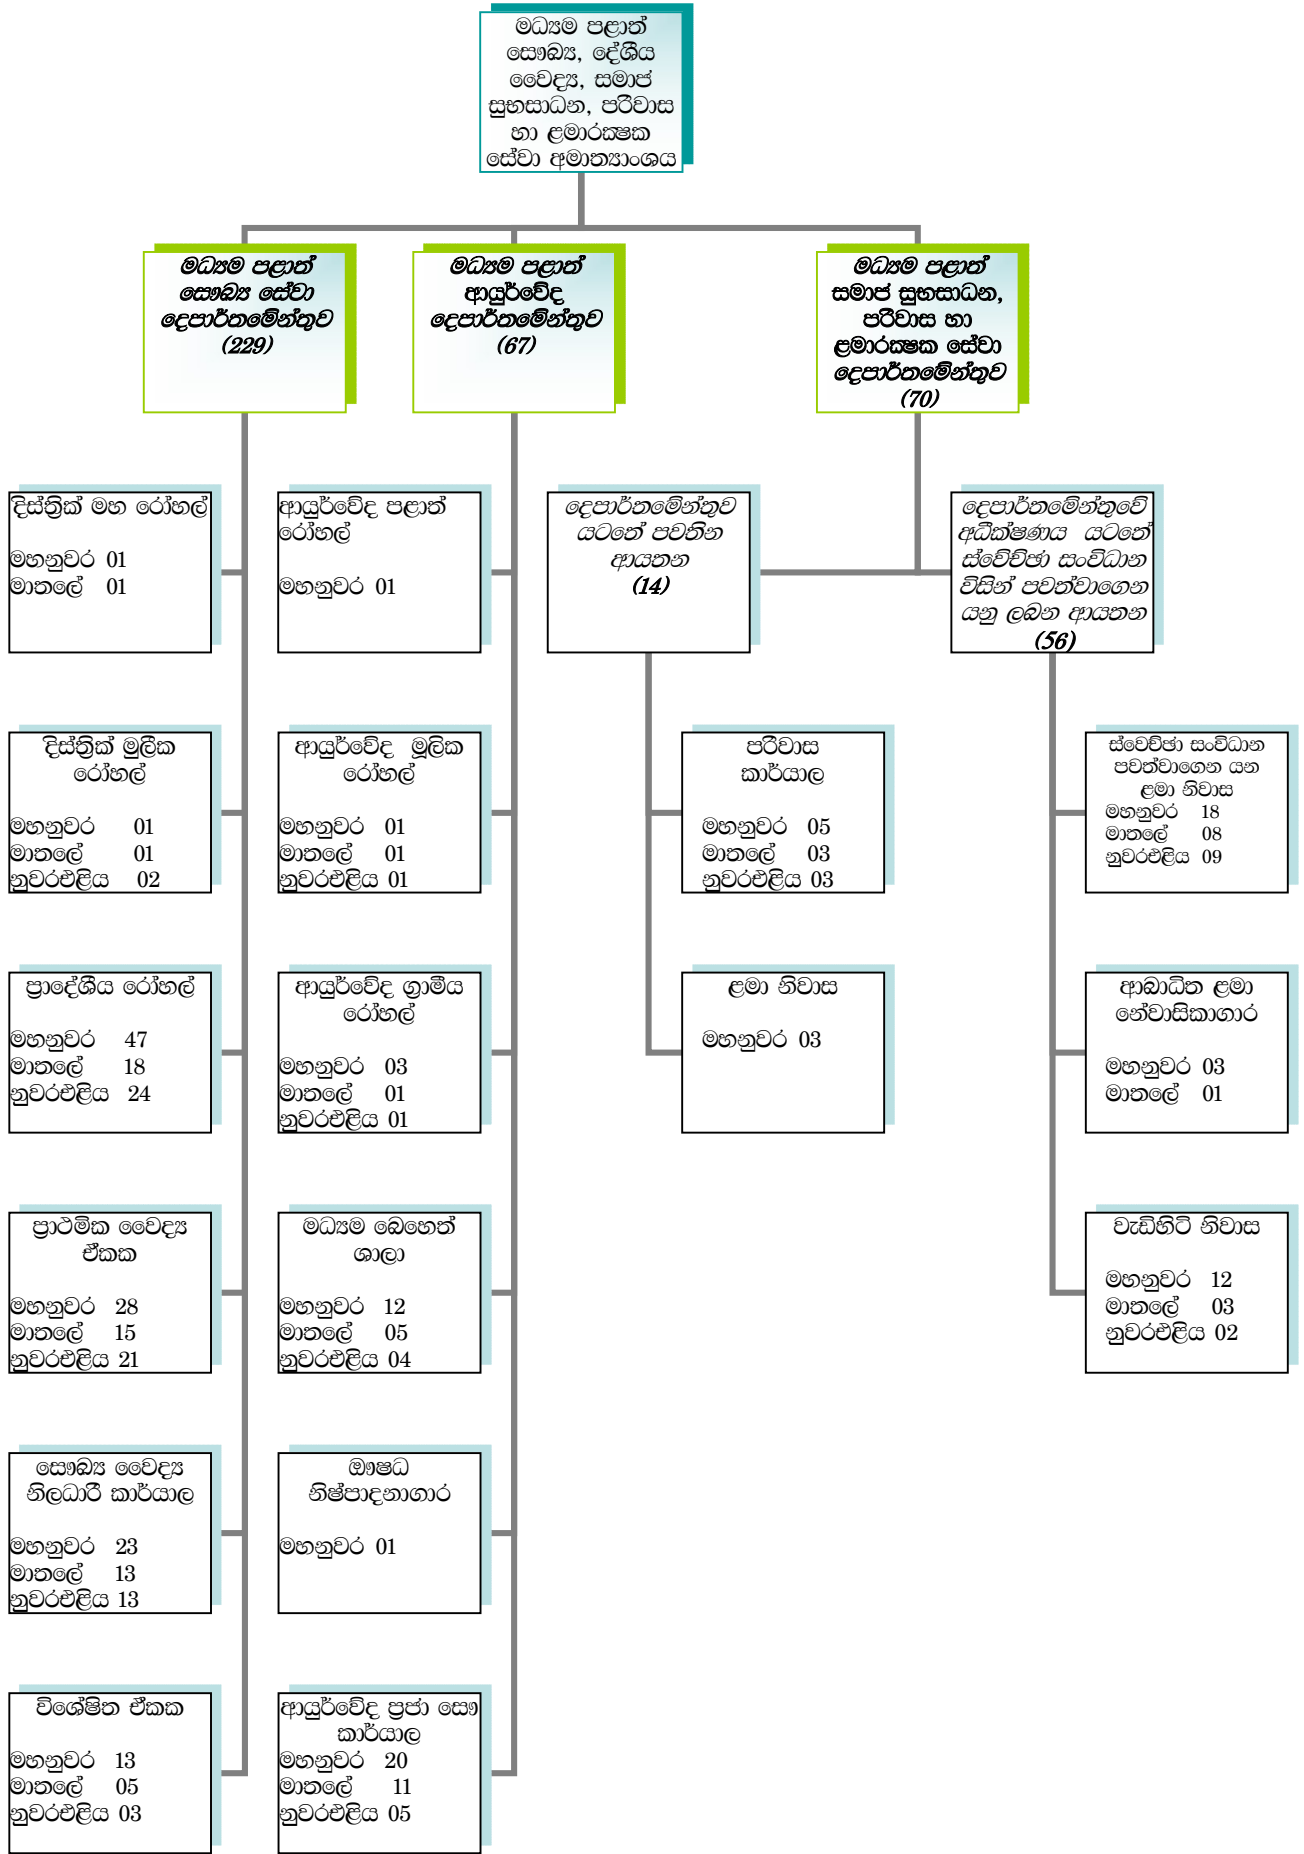 මධ්‍යම පළාත්
සෞඛ්‍ය, දේශීය
වෛද්‍ය, සමාජ
සුභසාධන, පරිවාස
හා ළමාරක්‍ෂක
සේවා අමාත්‍යාංශය
මධ්‍යම පළාත්
සෞඛ්‍ය සේවා
දෙපාර්තමේන්තුව
(229)
මධ්‍යම පළාත්
ආයුර්වේද
දෙපාර්තමේන්තුව
(67)
මධ්‍යම පළාත්
සමාජ සුභසාධන,
පරිවාස හා
ළමාරක්‍ෂක සේවා
දෙපාර්තමේන්තුව
(70)
දිස්ත්‍රික් මහ රෝහල්
මහනුවර 01
මාතලේ 01
ආයුර්වේද පළාත්
රෝහල්
මහනුවර 01
දෙපාර්තමේන්තුව
යටතේ පවතින
ආයතන
(14)
දෙපාර්තමේන්තුවේ
අධීක්ෂණය යටතේ
ස්වේච්ඡා සංවිධාන
විසින් පවත්වාගෙන
යනු ලබන ආයතන
(56)
දිස්ත්‍රික් මුලීක
රෝහල්
මහනුවර 01
මාතලේ 01
නුවරඑළිය 02
ආයුර්වේද මූලික
රෝහල්
මහනුවර 01
මාතලේ 01
නුවරඑළිය 01
පරිවාස
කාර්යාල
මහනුවර 05
මාතලේ 03
නුවරඑළිය 03
ස්වෙච්ඡා සංවිධාන
පවත්වාගෙන යන
ළමා නිවාස
මහනුවර 18
මාතලේ 08
නුවරඑළිය 09
ප්‍රාදේශීය රෝහල්
මහනුවර 47
මාතලේ 18
නුවරඑළිය 24
ආයුර්වේද ග්‍රාමීය
රෝහල්
මහනුවර 03
මාතලේ 01
නුවරඑළිය 01
ළමා නිවාස
මහනුවර 03
ආබාධිත ළමා
නේවාසිකාගාර
මහනුවර 03
මාතලේ 01
ප්‍රාථමික වෛද්‍ය
ඒකක
මහනුවර 28
මාතලේ 15
නුවරඑළිය 21
මධ්‍යම බෙහෙත්
ශාලා
මහනුවර 12
මාතලේ 05
නුවරඑළිය 04
වැඩිහිටි නිවාස
මහනුවර 12
මාතලේ 03
නුවරඑළිය 02
සෞඛ්‍ය වෛද්‍ය
නිලධාරී කාර්යාල
මහනුවර 23
මාතලේ 13
නුවරඑළිය 13
ඖෂධ
නිෂ්පාදනාගාර
මහනුවර 01
විශේෂිත ඒකක
මහනුවර 13
මාතලේ 05
නුවරඑළිය 03
ආයුර්වේද ප්‍රජා සෞ
කාර්යාල
මහනුවර 20
මාතලේ 11
නුවරඑළිය 05